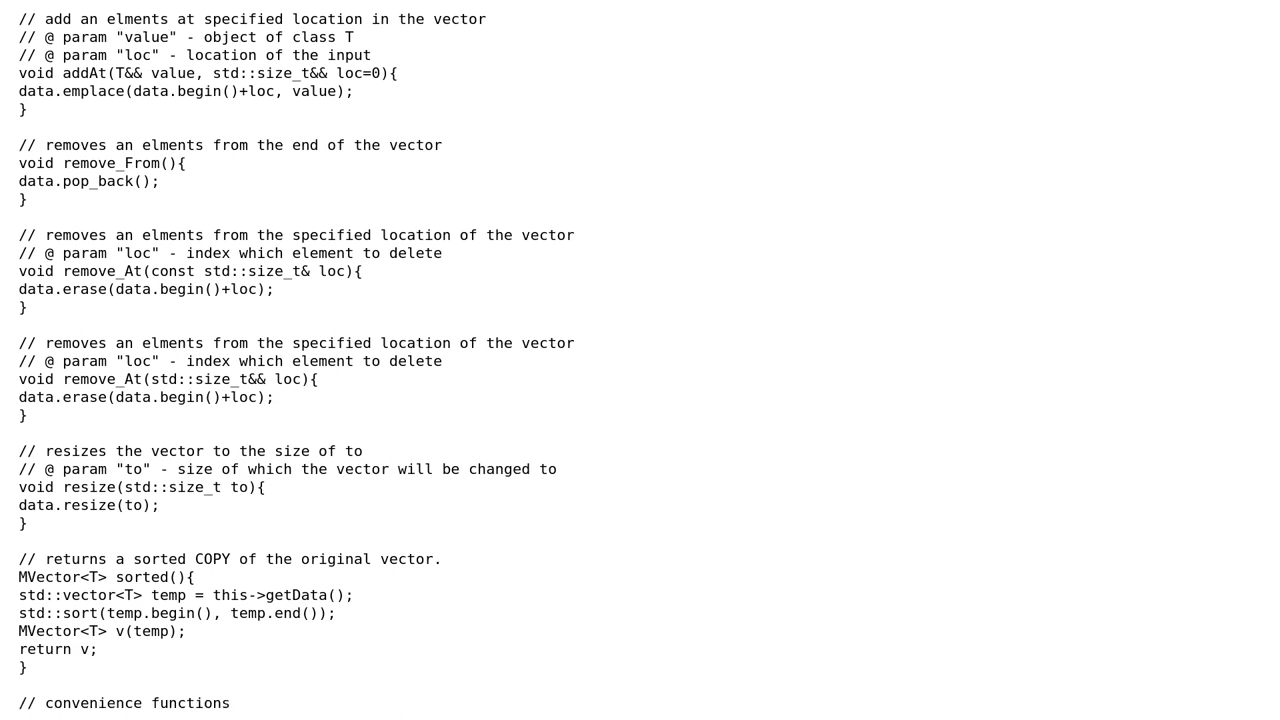 // add an elments at specified location in the vector
// @ param "value" - object of class T
// @ param "loc" - location of the input
void addAt(T&& value, std::size_t&& loc=0){
data.emplace(data.begin()+loc, value);
}

// removes an elments from the end of the vector
void remove_From(){
data.pop_back();
}

// removes an elments from the specified location of the vector
// @ param "loc" - index which element to delete
void remove_At(const std::size_t& loc){
data.erase(data.begin()+loc);
}

// removes an elments from the specified location of the vector
// @ param "loc" - index which element to delete
void remove_At(std::size_t&& loc){
data.erase(data.begin()+loc);
}

// resizes the vector to the size of to
// @ param "to" - size of which the vector will be changed to
void resize(std::size_t to){
data.resize(to);
}

// returns a sorted COPY of the original vector.
MVector<T> sorted(){
std::vector<T> temp = this->getData();
std::sort(temp.begin(), temp.end());
MVector<T> v(temp);
return v;
}

// convenience functions